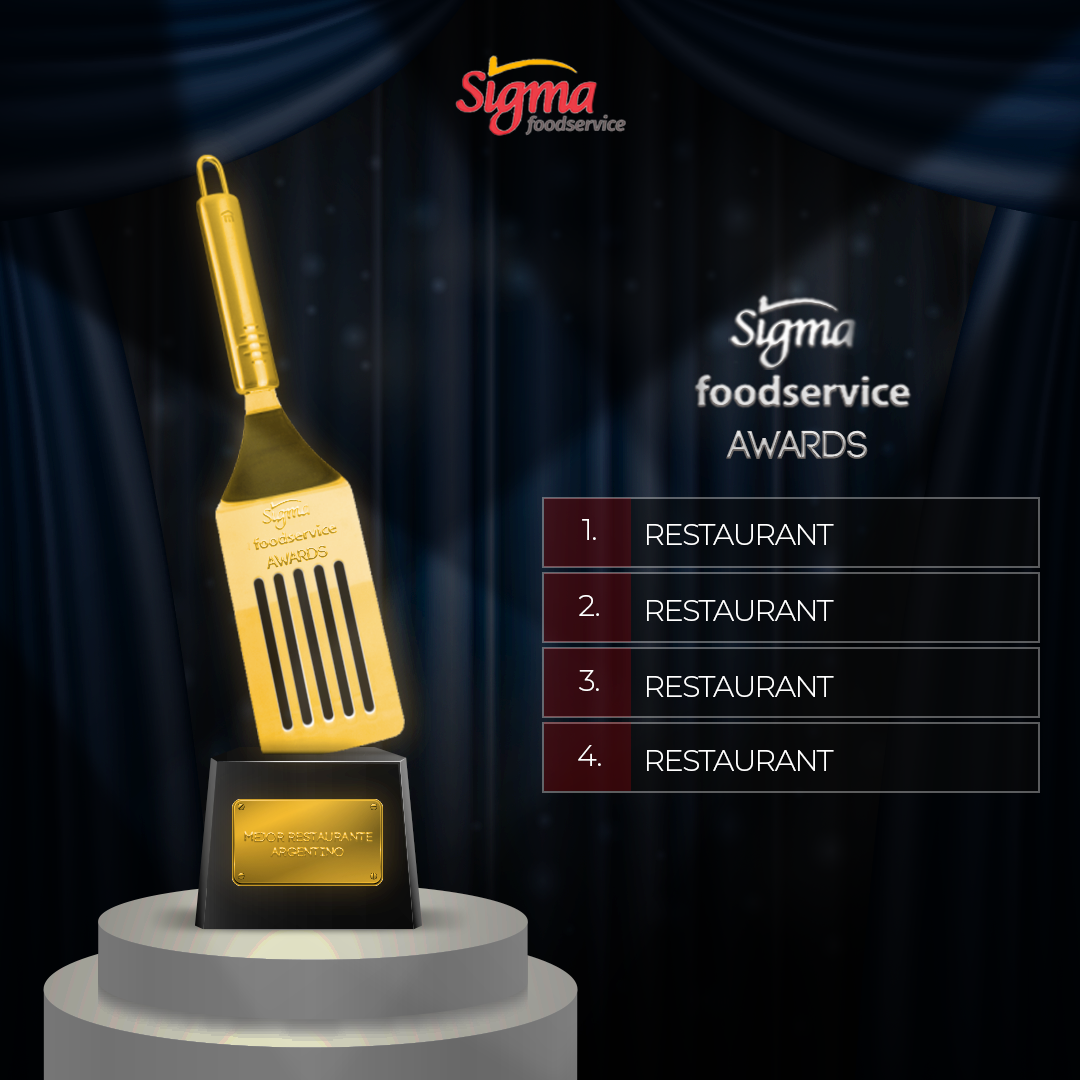 Sigma
foodservice
Sigma
foodservice
AWARDS
Sigma
foodservice
AWARDS
1. RESTAURANT
2. RESTAURANT
3. RESTAURANT
4. RESTAURANT
MEJOR RESTAURANTE
ARGENTINO